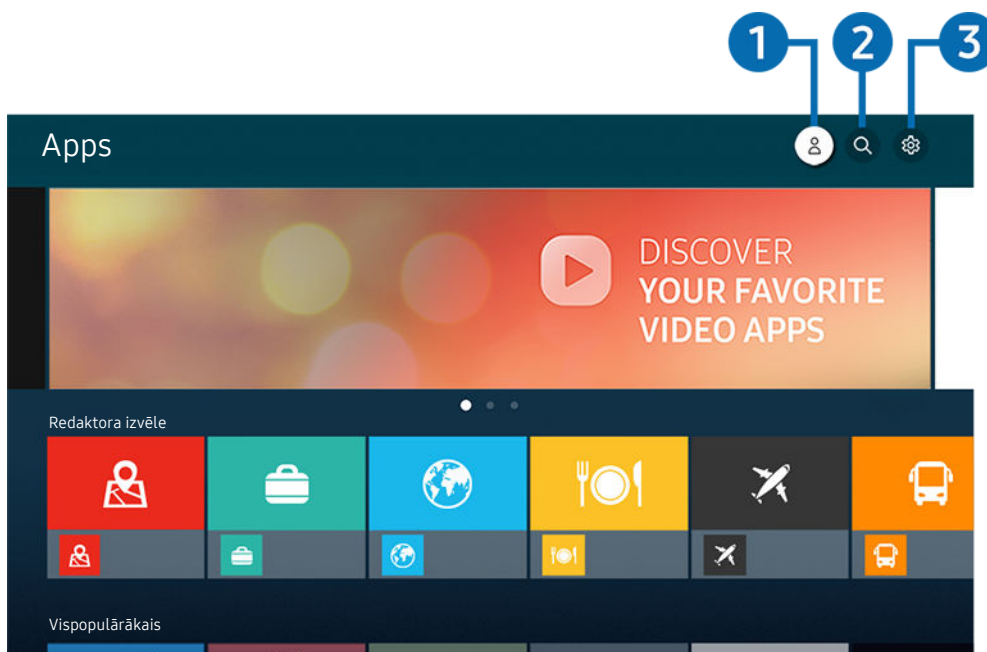 1 2 3
Apps
DISCOVER
YOUR FAVORITE
VIDEO APPS
Redaktora izvēle
Vispopulārākais